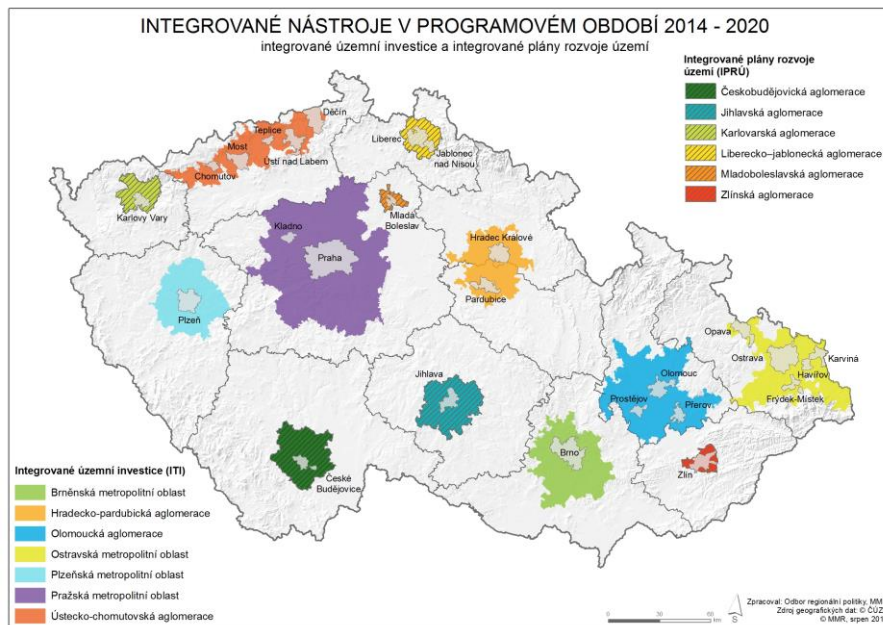 INTEGROVANÉ NÁSTROJE V PROGRAMOVÉM OBDOBÍ 2014 - 2020
integrované územní investice a integrované plány rozvoje území
Integrované plány rozvoje
území (IPRÚ)
Českobudějovická aglomerace
Jihlavská aglomerace
Karlovarská aglomerace
Liberecko–jablonecká aglomerace
Mladoboleslavská aglomerace
Zlínská aglomerace
Děčín
Teplice
Most
Ústí nad Labem
Chomutov
Liberec
Jablonec
nad Nisou
Karlovy Vary
Mladá
Boleslav
Kladno
Praha
Hradec Králové
Pardubice
Plzeň
Opava
Ostrava
Karviná
Havířov
Frýdek-Místek
Jihlava
Olomouc
Prostějov
Přerov
Brno
Zlín
České
Budějovice
Integrované územní investice (ITI)
Brněnská metropolitní oblast
Hradecko-pardubická aglomerace
Olomoucká aglomerace
Ostravská metropolitní oblast
Plzeňská metropolitní oblast
Pražská metropolitní oblast
Ústecko-chomutovská aglomerace
0 30 60
km
S
Zpracoval: Odbor regionální politiky, MM
Zdroj geografických dat: © ČÚZ
© MMR, srpen 201